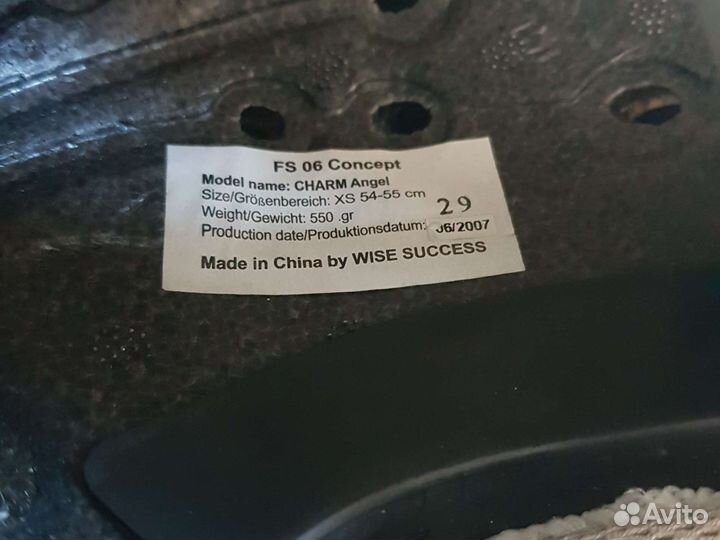 FS 06 Concept
Model name: CHARM Angel
Size/Größenbereich: XS 54-55 cm
Weight/Gewicht: 550 .gr
29
Production date/Produktionsdatum: 06/2007
Made in China by WISE SUCCESS
Avito